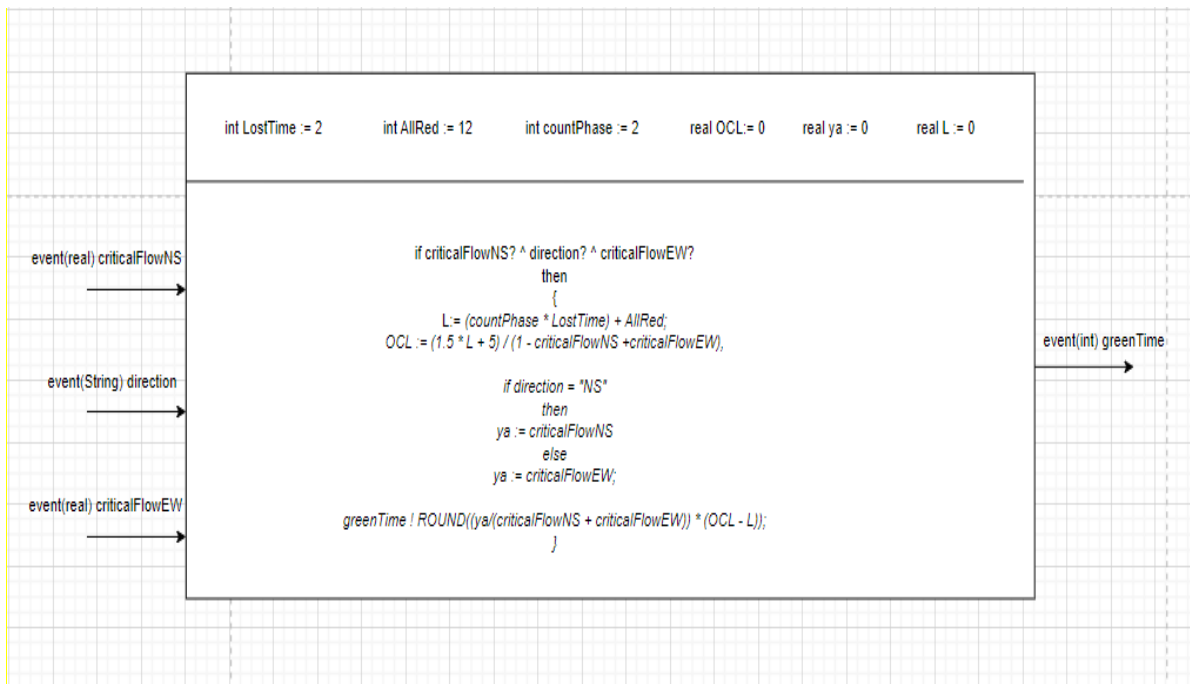 int LostTime := 2 int AllRed := 12 int countPhase := 2 real OCL:= 0 real ya := 0 real L := 0
event(real) criticalFlowNS
if criticalFlowNS? ^ direction? ^ criticalFlowEW?
then
{
L:= (countPhase * LostTime) + AllRed;
OCL := (1.5 * L + 5) / (1 - criticalFlowNS +criticalFlowEW),
event(int) greenTime
event(String) direction
if direction = "NS"
then
ya := criticalFlowNS
else
ya := criticalFlowEW;
event(real) criticalFlowEW
greenTime ! ROUND((ya/(criticalFlowNS + criticalFlowEW)) * (OCL - L));
}